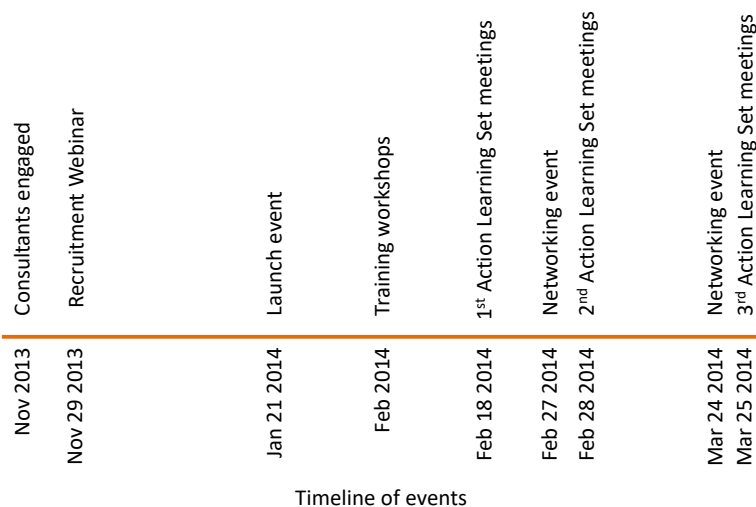 Consultants engaged
Recruitment Webinar
Launch event
Training workshops
1st Action Learning Set meetings
Networking event
2nd Action Learning Set meetings
Networking event
3rd Action Learning Set meetings
Nov 2013
Nov 29 2013
Jan 21 2014
Feb 2014
Feb 18 2014
Feb 27 2014
Feb 28 2014
Mar 24 2014
Mar 25 2014
Timeline of events